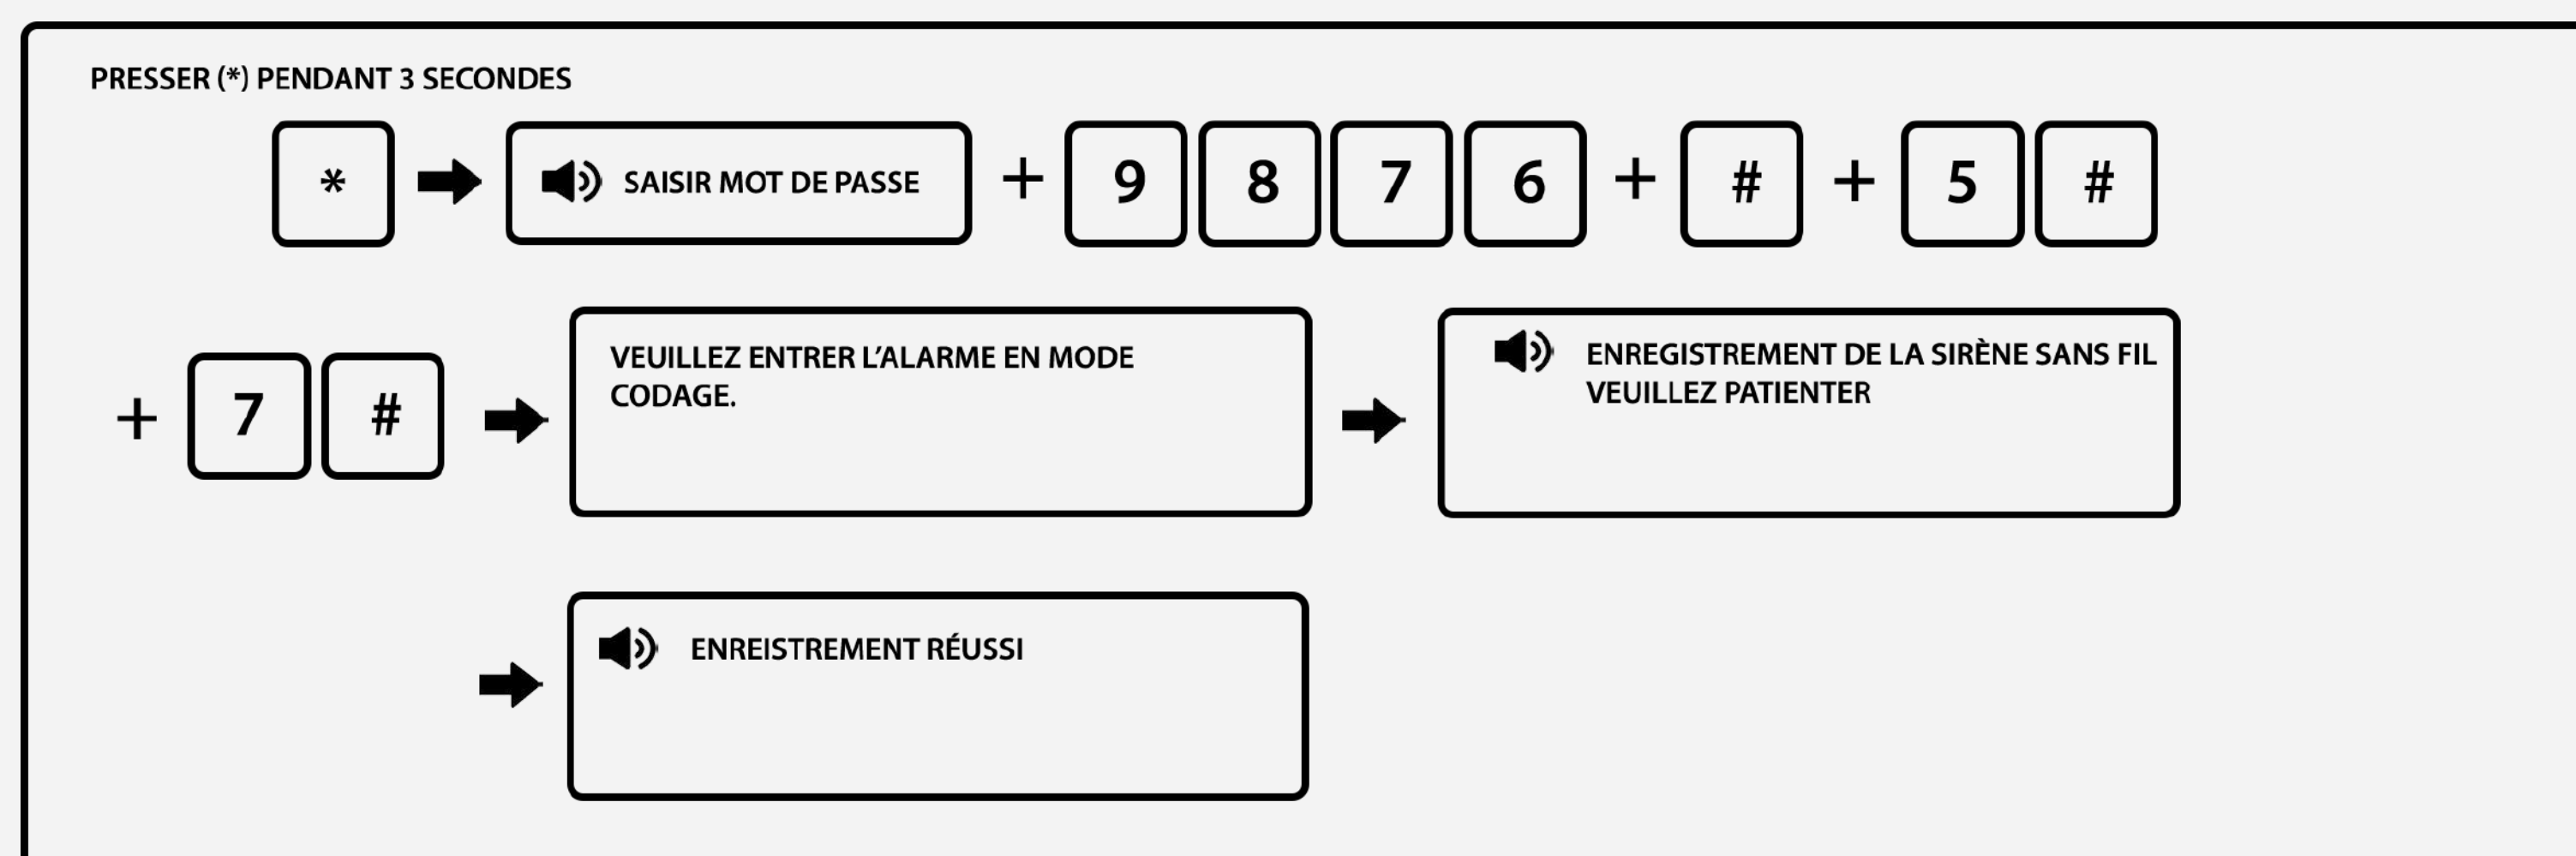 PRESSER (*) PENDANT 3 SECONDES
* SAISIR MOT DE PASSE + 9 8 7 6 + # + 5 #
+ 7 #
VEUILLEZ ENTRER L’ALARME EN MODE
CODAGE.
ENREGISTREMENT DE LA SIRÈNE SANS FIL
VEUILLEZ PATIENTER
ENREISTREMENT RÉUSSI